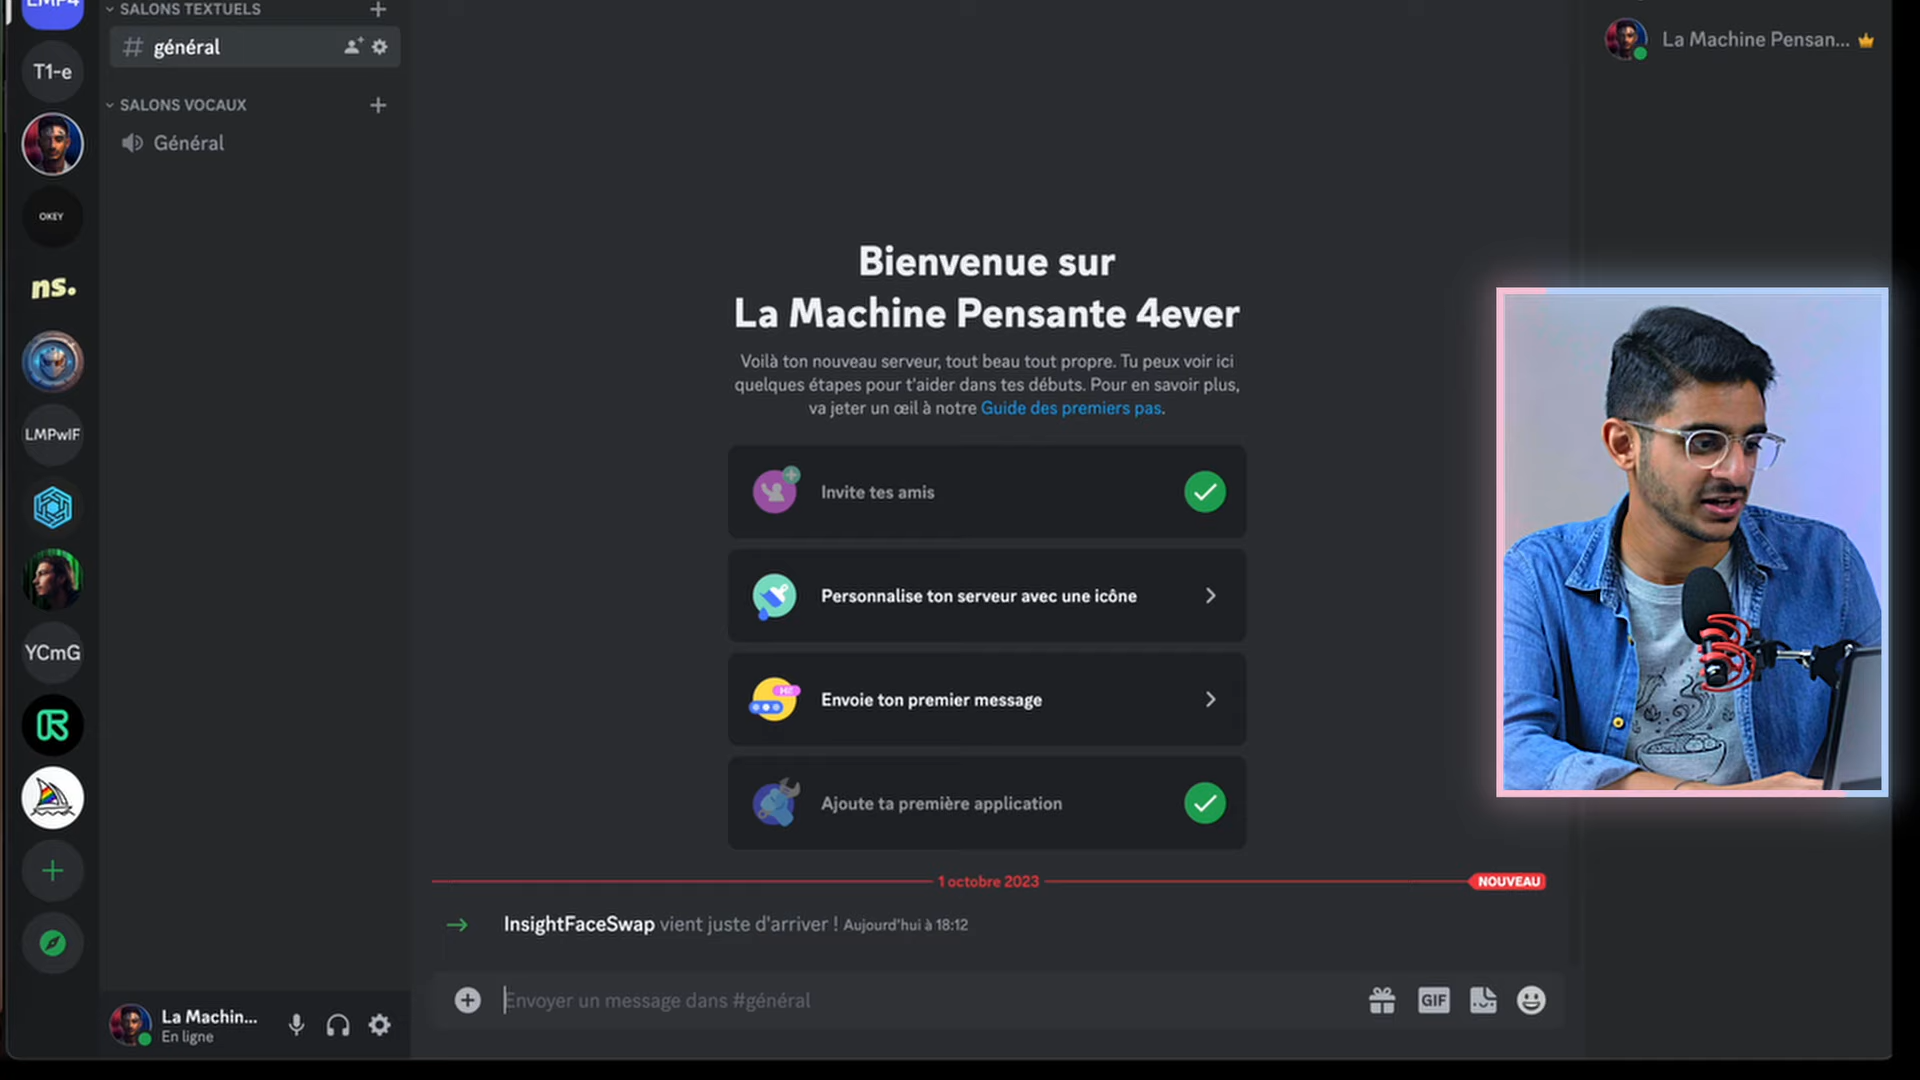 LMP4
T1-e
OKEY
ns.
LMPwIF
YCmG
SALONS TEXTUELS
général
SALONS VOCAUX
Général
La Machin...
En ligne
Bienvenue sur
La Machine Pensante 4ever
Voilà ton nouveau serveur, tout beau tout propre. Tu peux voir ici
quelques étapes pour t'aider dans tes débuts. Pour en savoir plus,
va jeter un œil à notre Guide des premiers pas.
Invite tes amis
Personnalise ton serveur avec une icône
Envoie ton premier message
Ajoute ta première application
1 octobre 2023
NOUVEAU
InsightFaceSwap vient juste d'arriver ! Aujourd'hui à 18:12
Envoyer un message dans #général
GIF
La Machine Pensan...